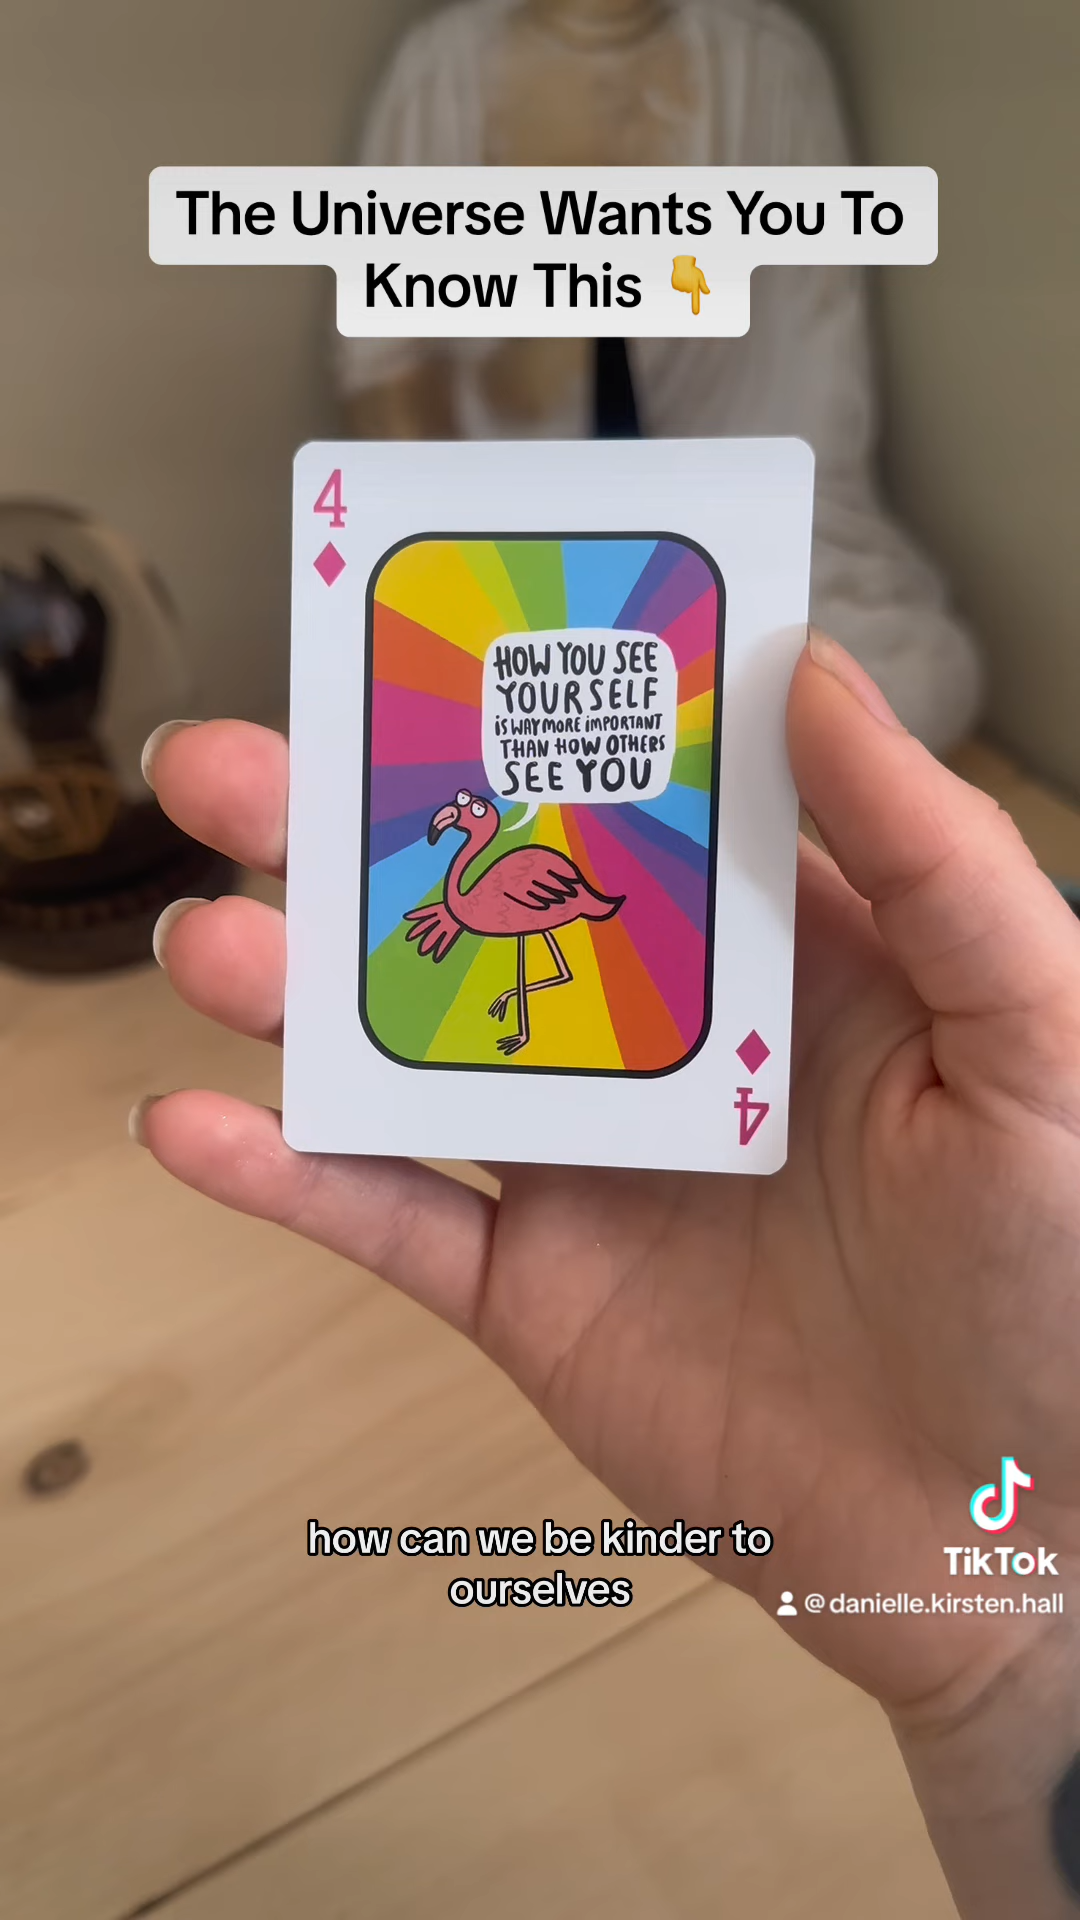 The Universe Wants You To
Know This 👇
4
HOW YOU SEE
YOURSELF
IS WAY MORE IMPORTANT
THAN HOW OTHERS
SEE YOU
4
how can we be kinder to
ourselves
TikTok
@danielle.kirsten.hall